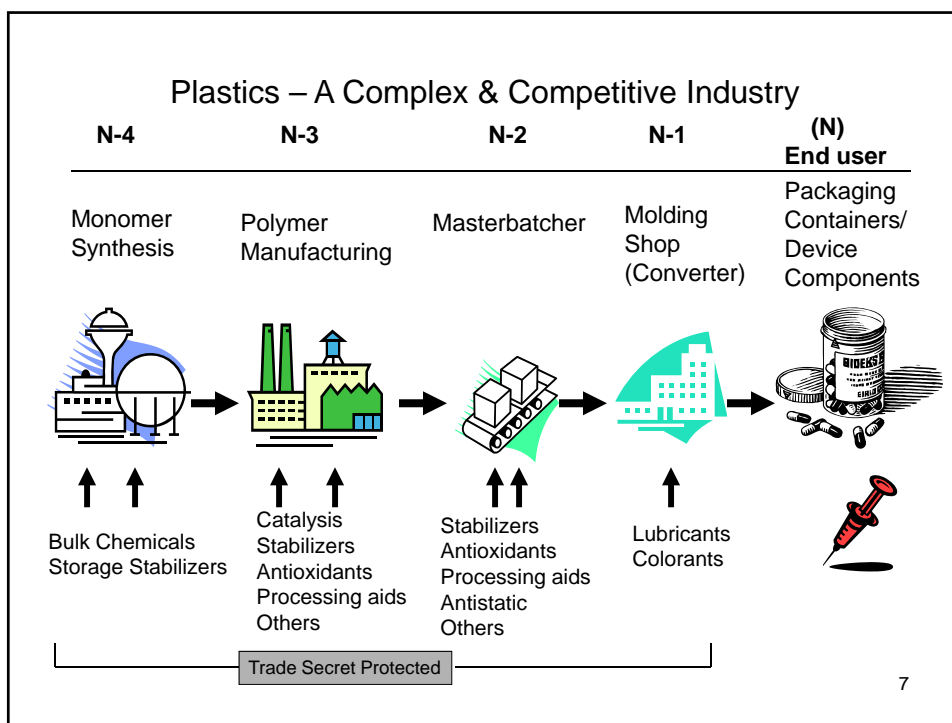 Plastics – A Complex & Competitive Industry
N-4
N-3
N-2
N-1
(N)
End user
Monomer
Synthesis
Polymer
Manufacturing
Masterbatcher
Molding
Shop
(Converter)
Packaging
Containers/
Device
Components
Bulk Chemicals
Storage Stabilizers
Catalysis
Stabilizers
Antioxidants
Processing aids
Others
Stabilizers
Antioxidants
Processing aids
Antistatic
Others
Lubricants
Colorants
Trade Secret Protected
7